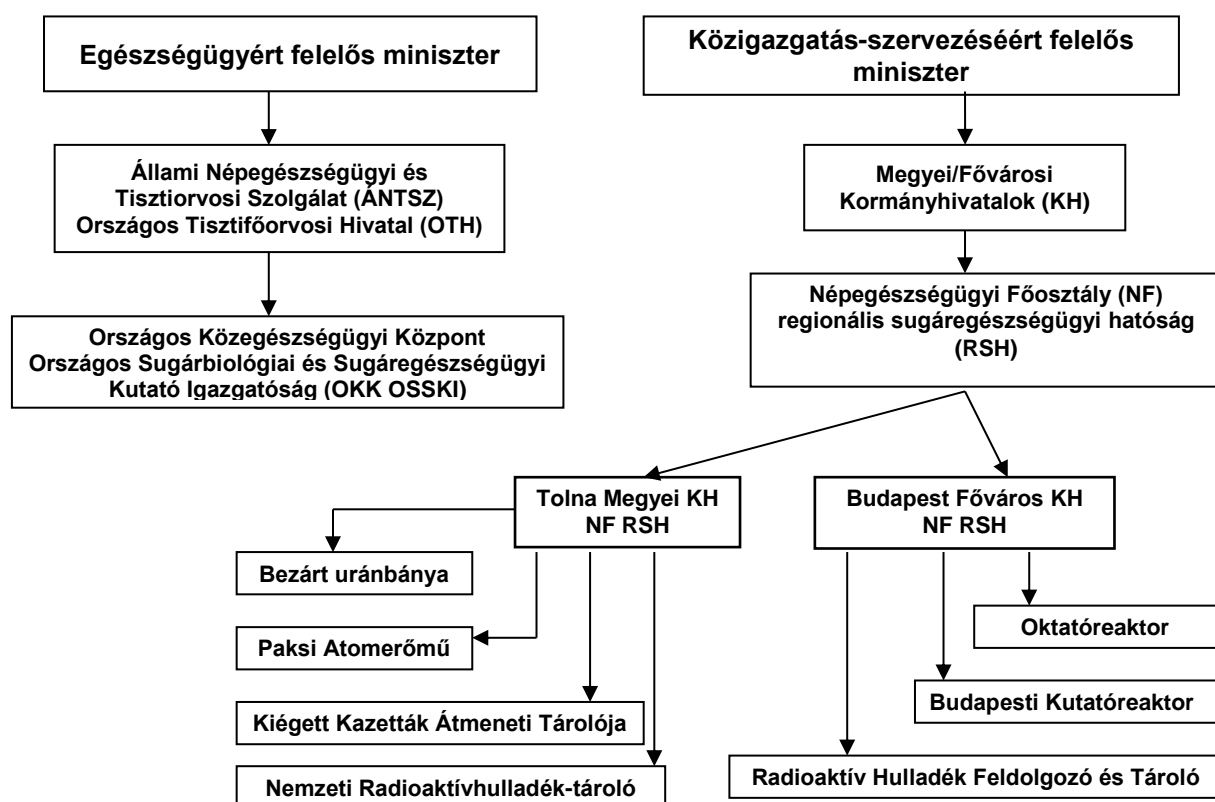 Egészségügyért felelős miniszter
Közigazgatás-szervezéséért felelős
miniszter
Állami Népegészségügyi és
Tisztiorvosi Szolgálat (ÁNTSZ)
Országos Tisztifőorvosi Hivatal (OTH)
Megyei/Fővárosi
Kormányhivatalok (KH)
Országos Közegészségügyi Központ
Országos Sugárbiológiai és Sugáregészségügyi
Kutató Igazgatóság (OKK OSSKI)
Népegészségügyi Főosztály (NF)
regionális sugáregészségügyi hatóság
(RSH)
Tolna Megyei KH
NF RSH
Budapest Főváros KH
NF RSH
Bezárt uránbánya
Paksi Atomerőmű
Kiégett Kazetták Átmeneti Tárolója
Nemzeti Radioaktívhulladék-tároló
Oktatóreaktor
Budapesti Kutatóreaktor
Radioaktív Hulladék Feldolgozó és Tároló